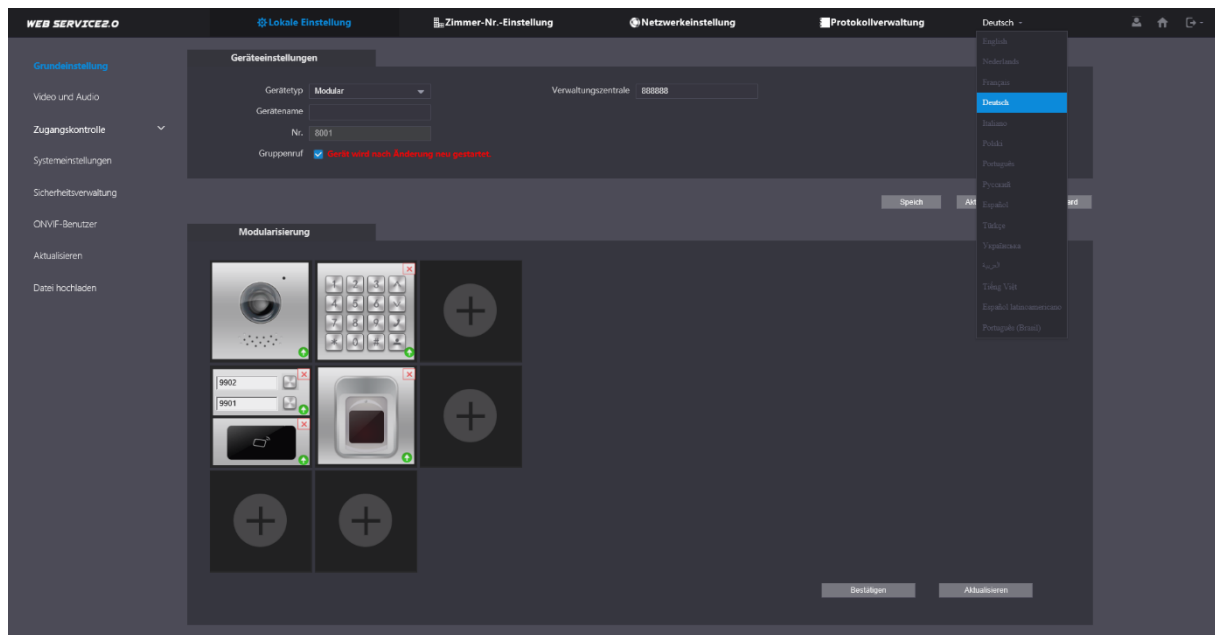 WEB SERVICE2.0
Lokale Einstellung
Zimmer-Nr.-Einstellung
Netzwerkeinstellung
Protokollverwaltung
Deutsch
English
Nederlands
Français
Deutsch
Italiano
Polski
Português
Русский
Español
Türkçe
Українська
العربية
Tiếng Việt
Español latinoamericano
Português (Brasil)
Grundeinstellung
Video und Audio
Zugangskontrolle
Systemeinstellungen
Sicherheitsverwaltung
ONVIF-Benutzer
Aktualisieren
Datei hochladen
Geräteeinstellungen
Gerätetyp Modular
Verwaltungszentrale 888888
Gerätename
Nr. 8001
Gruppenruf Gerät wird nach Änderung neu gestartet.
Speich
Modularisierung
1 2 3
4 5 6
7 8 9
* 0 #
9902
9901
Bestätigen
Aktualisieren